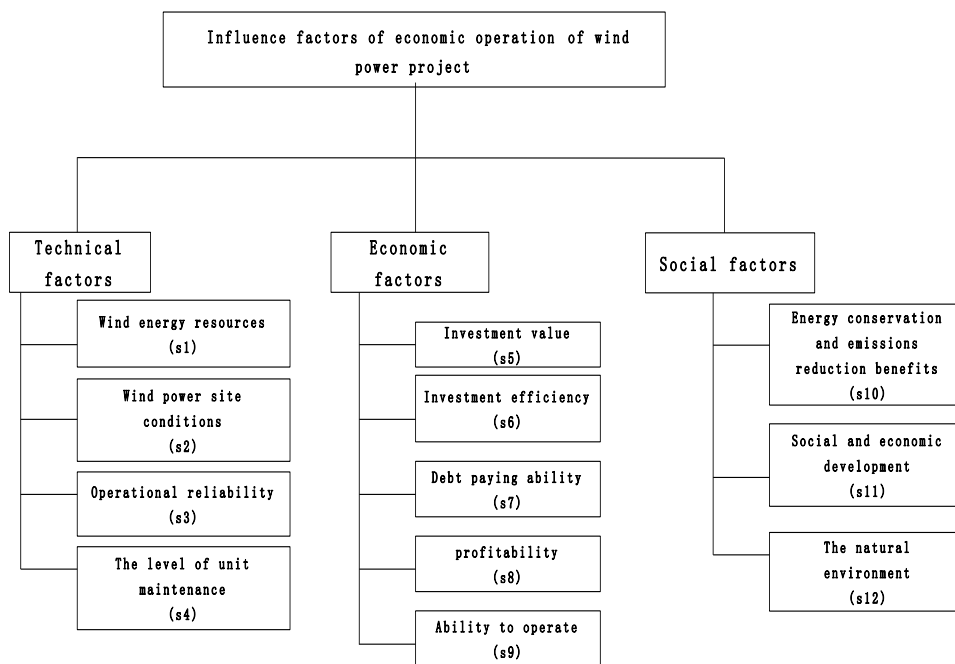 Influence factors of economic operation of wind
power project
Technical
factors
Wind energy resources
(s1)
Wind power site
conditions
(s2)
Operational reliability
(s3)
The level of unit
maintenance
(s4)
Economic
factors
Investment value
(s5)
Investment efficiency
(s6)
Debt paying ability
(s7)
profitability
(s8)
Ability to operate
(s9)
Social factors
Energy conservation
and emissions
reduction benefits
(s10)
Social and economic
development
(s11)
The natural
environment
(s12)